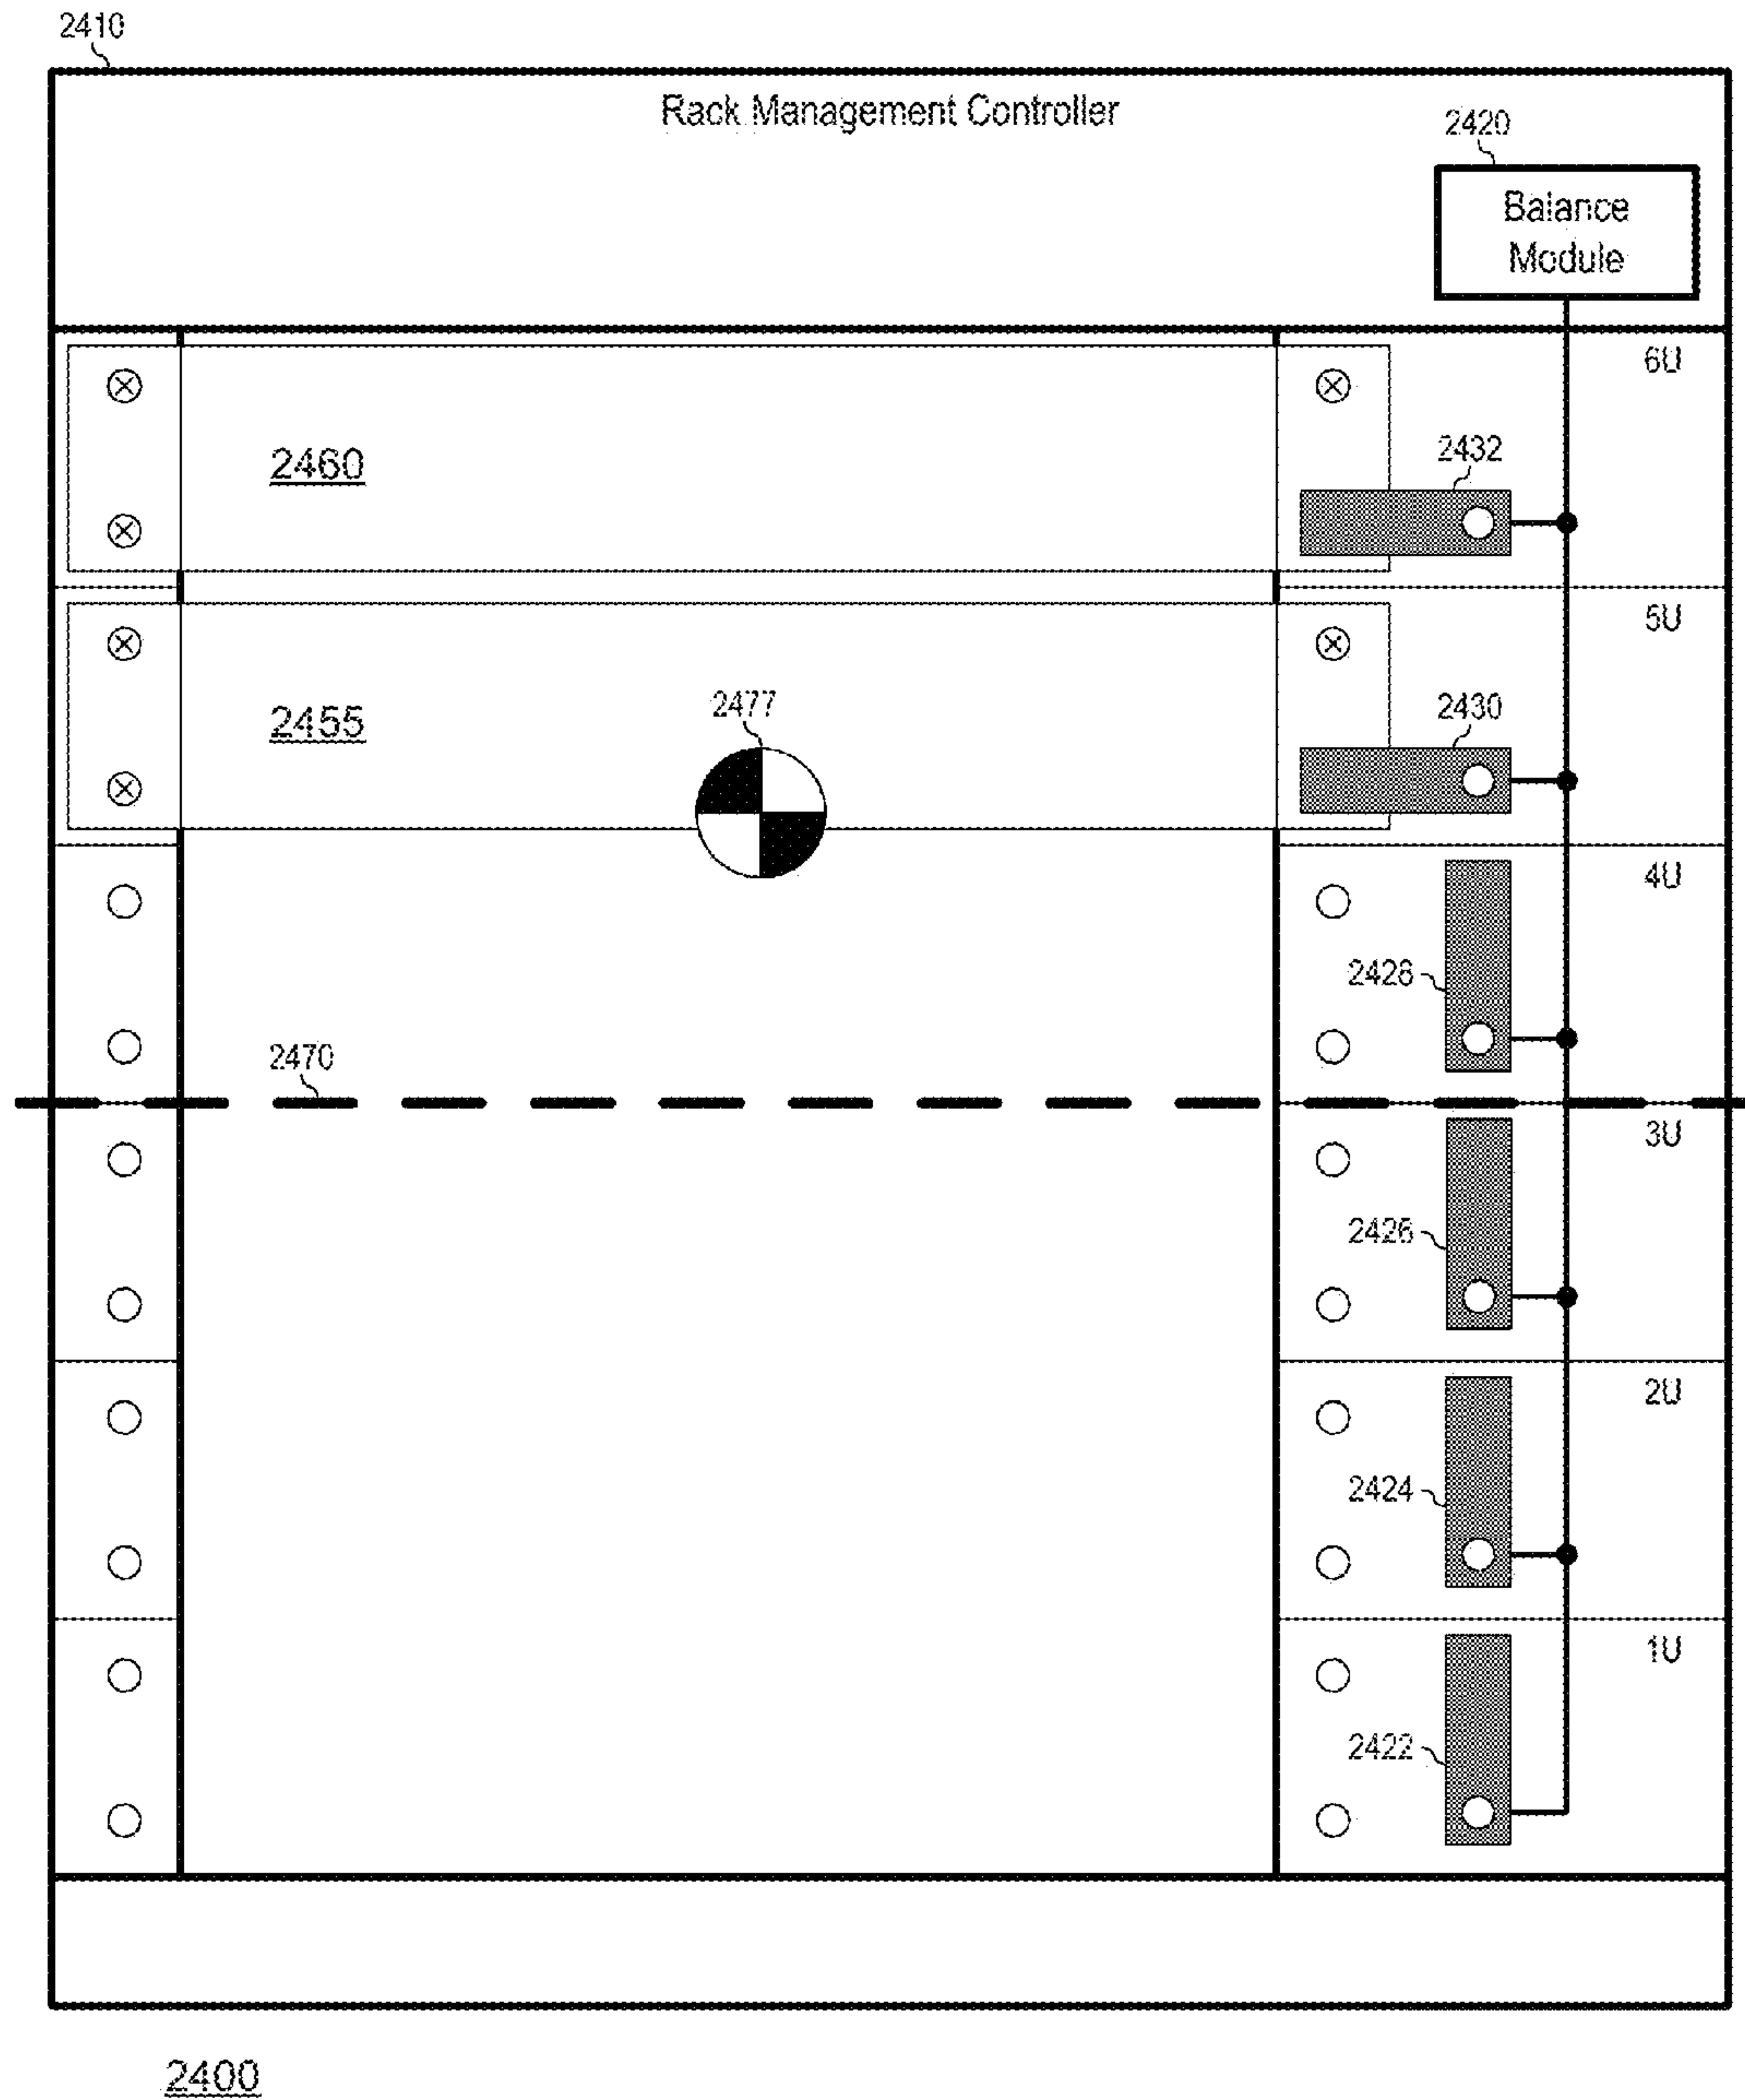 2410
Rack Management Controller
2420
Balance
Module
6U
2432
2460
5U
2430
2455
2477
4U
2428
2470
3U
2426
2U
2424
1U
2422
2400